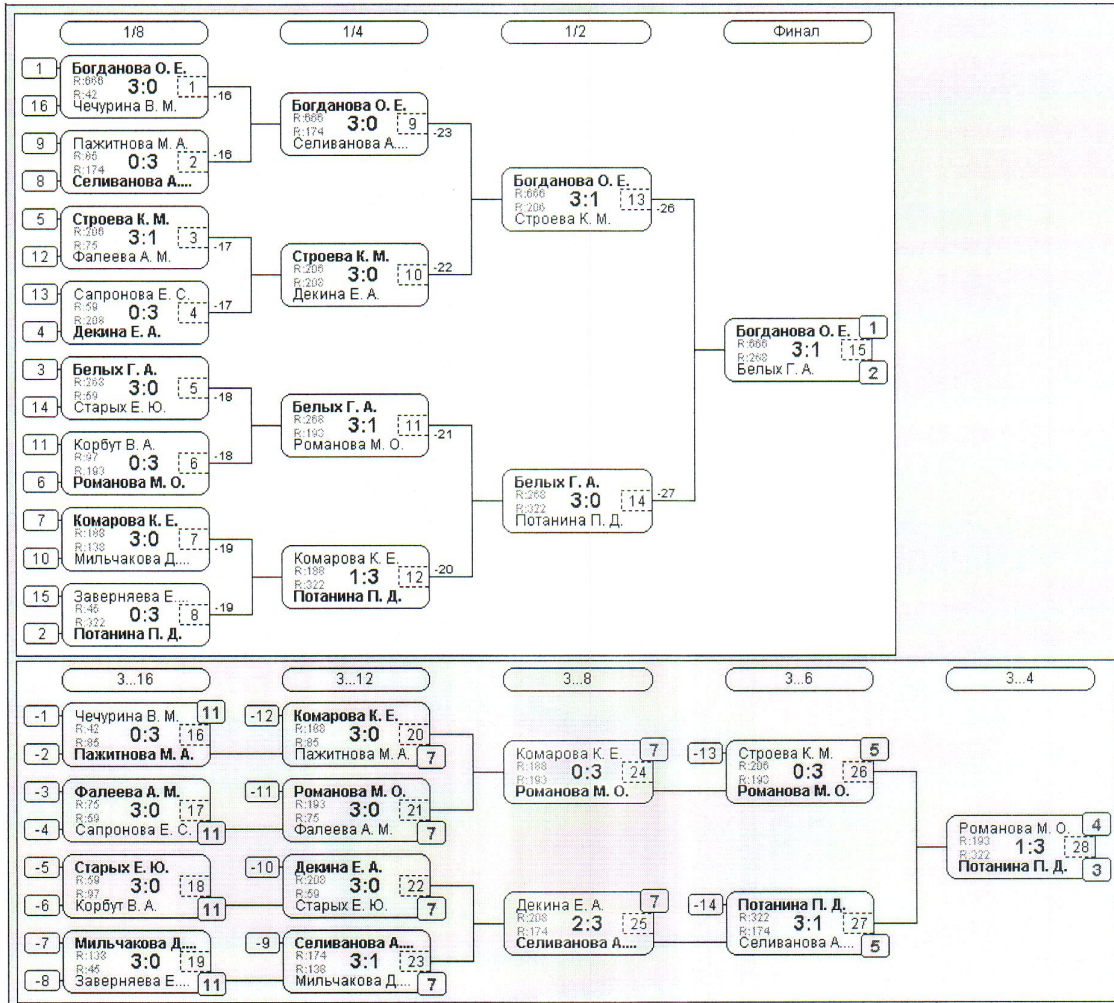 1/8
1/4
1/2
Финал
1
Богданова О. Е.
R:666
3:0
1
R:42
16
Чечурина В. М.
-16
9
Пажитнова М. А.
R:85
0:3
2
R:174
8
Селиванова А....
-16
5
Строева К. М.
R:206
3:1
3
R:75
12
Фалеева А. М.
-17
13
Сапронова Е. С.
R:59
0:3
4
R:208
4
Декина Е. А.
-17
3
Белых Г. А.
R:268
3:0
5
R:59
14
Старых Е. Ю.
-18
11
Корбут В. А.
R:97
0:3
6
R:193
6
Романова М. О.
-18
7
Комарова К. Е.
R:188
3:0
7
R:138
10
Мильчакова Д....
-19
15
Заверняева Е....
R:45
0:3
8
R:322
2
Потанина П. Д.
-19
Богданова О. Е.
R:666
3:0
9
R:174
Селиванова А....
-23
Строева К. М.
R:206
3:0
10
R:208
Декина Е. А.
-22
Белых Г. А.
R:268
3:1
11
R:193
Романова М. О.
-21
Комарова К. Е.
R:188
1:3
12
R:322
Потанина П. Д.
-20
Богданова О. Е.
R:666
3:1
13
R:206
Строева К. М.
-26
Белых Г. А.
R:268
3:0
14
R:322
Потанина П. Д.
-27
Богданова О. Е.
1
R:666
3:1
15
R:268
Белых Г. А.
2
3...16
3...12
3...8
3...6
3...4
-1
Чечурина В. М.
11
R:42
0:3
16
R:85
-2
Пажитнова М. А.
-3
Фалеева А. М.
R:75
3:0
17
R:59
-4
Сапронова Е. С.
11
-5
Старых Е. Ю.
R:59
3:0
18
R:97
-6
Корбут В. А.
11
-7
Мильчакова Д....
R:138
3:0
19
R:45
-8
Заверняева Е....
11
-12
Комарова К. Е.
R:188
3:0
20
R:85
Пажитнова М. А.
7
-11
Романова М. О.
R:193
3:0
21
R:75
Фалеева А. М.
7
-10
Декина Е. А.
R:208
3:0
22
R:59
Старых Е. Ю.
7
-9
Селиванова А....
R:174
3:1
23
R:138
Мильчакова Д....
7
Комарова К. Е.
7
R:188
0:3
24
R:193
Романова М. О.
Декина Е. А.
7
R:208
2:3
25
R:174
Селиванова А....
-13
Строева К. М.
5
R:206
0:3
26
R:193
Романова М. О.
-14
Потанина П. Д.
R:322
3:1
27
R:174
Селиванова А....
5
Романова М. О.
4
R:193
1:3
28
R:322
Потанина П. Д.
3